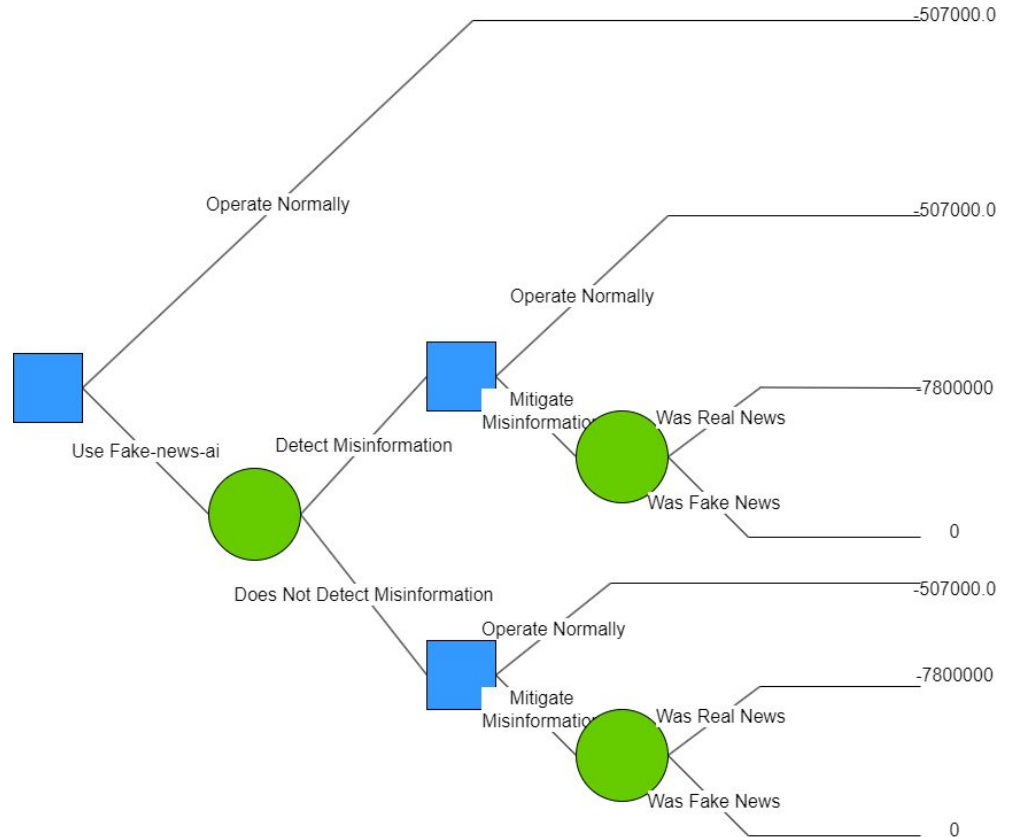 -507000.0
Operate Normally
-507000.0
Operate Normally
-7800000
Mitigate
Misinformation
Was Real News
Use Fake-news-ai
Detect Misinformation
Was Fake News
0
-507000.0
Does Not Detect Misinformation
Operate Normally
-7800000
Mitigate
Misinformation
Was Real News
Was Fake News
0